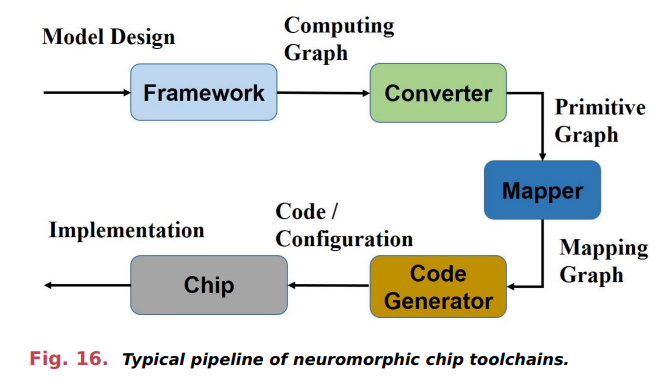 Model Design
Computing
Graph
Framework
Converter
Primitive
Graph
Mapper
Mapping
Graph
Code
Generator
Code /
Configuration
Chip
Implementation
Fig. 16. Typical pipeline of neuromorphic chip toolchains.